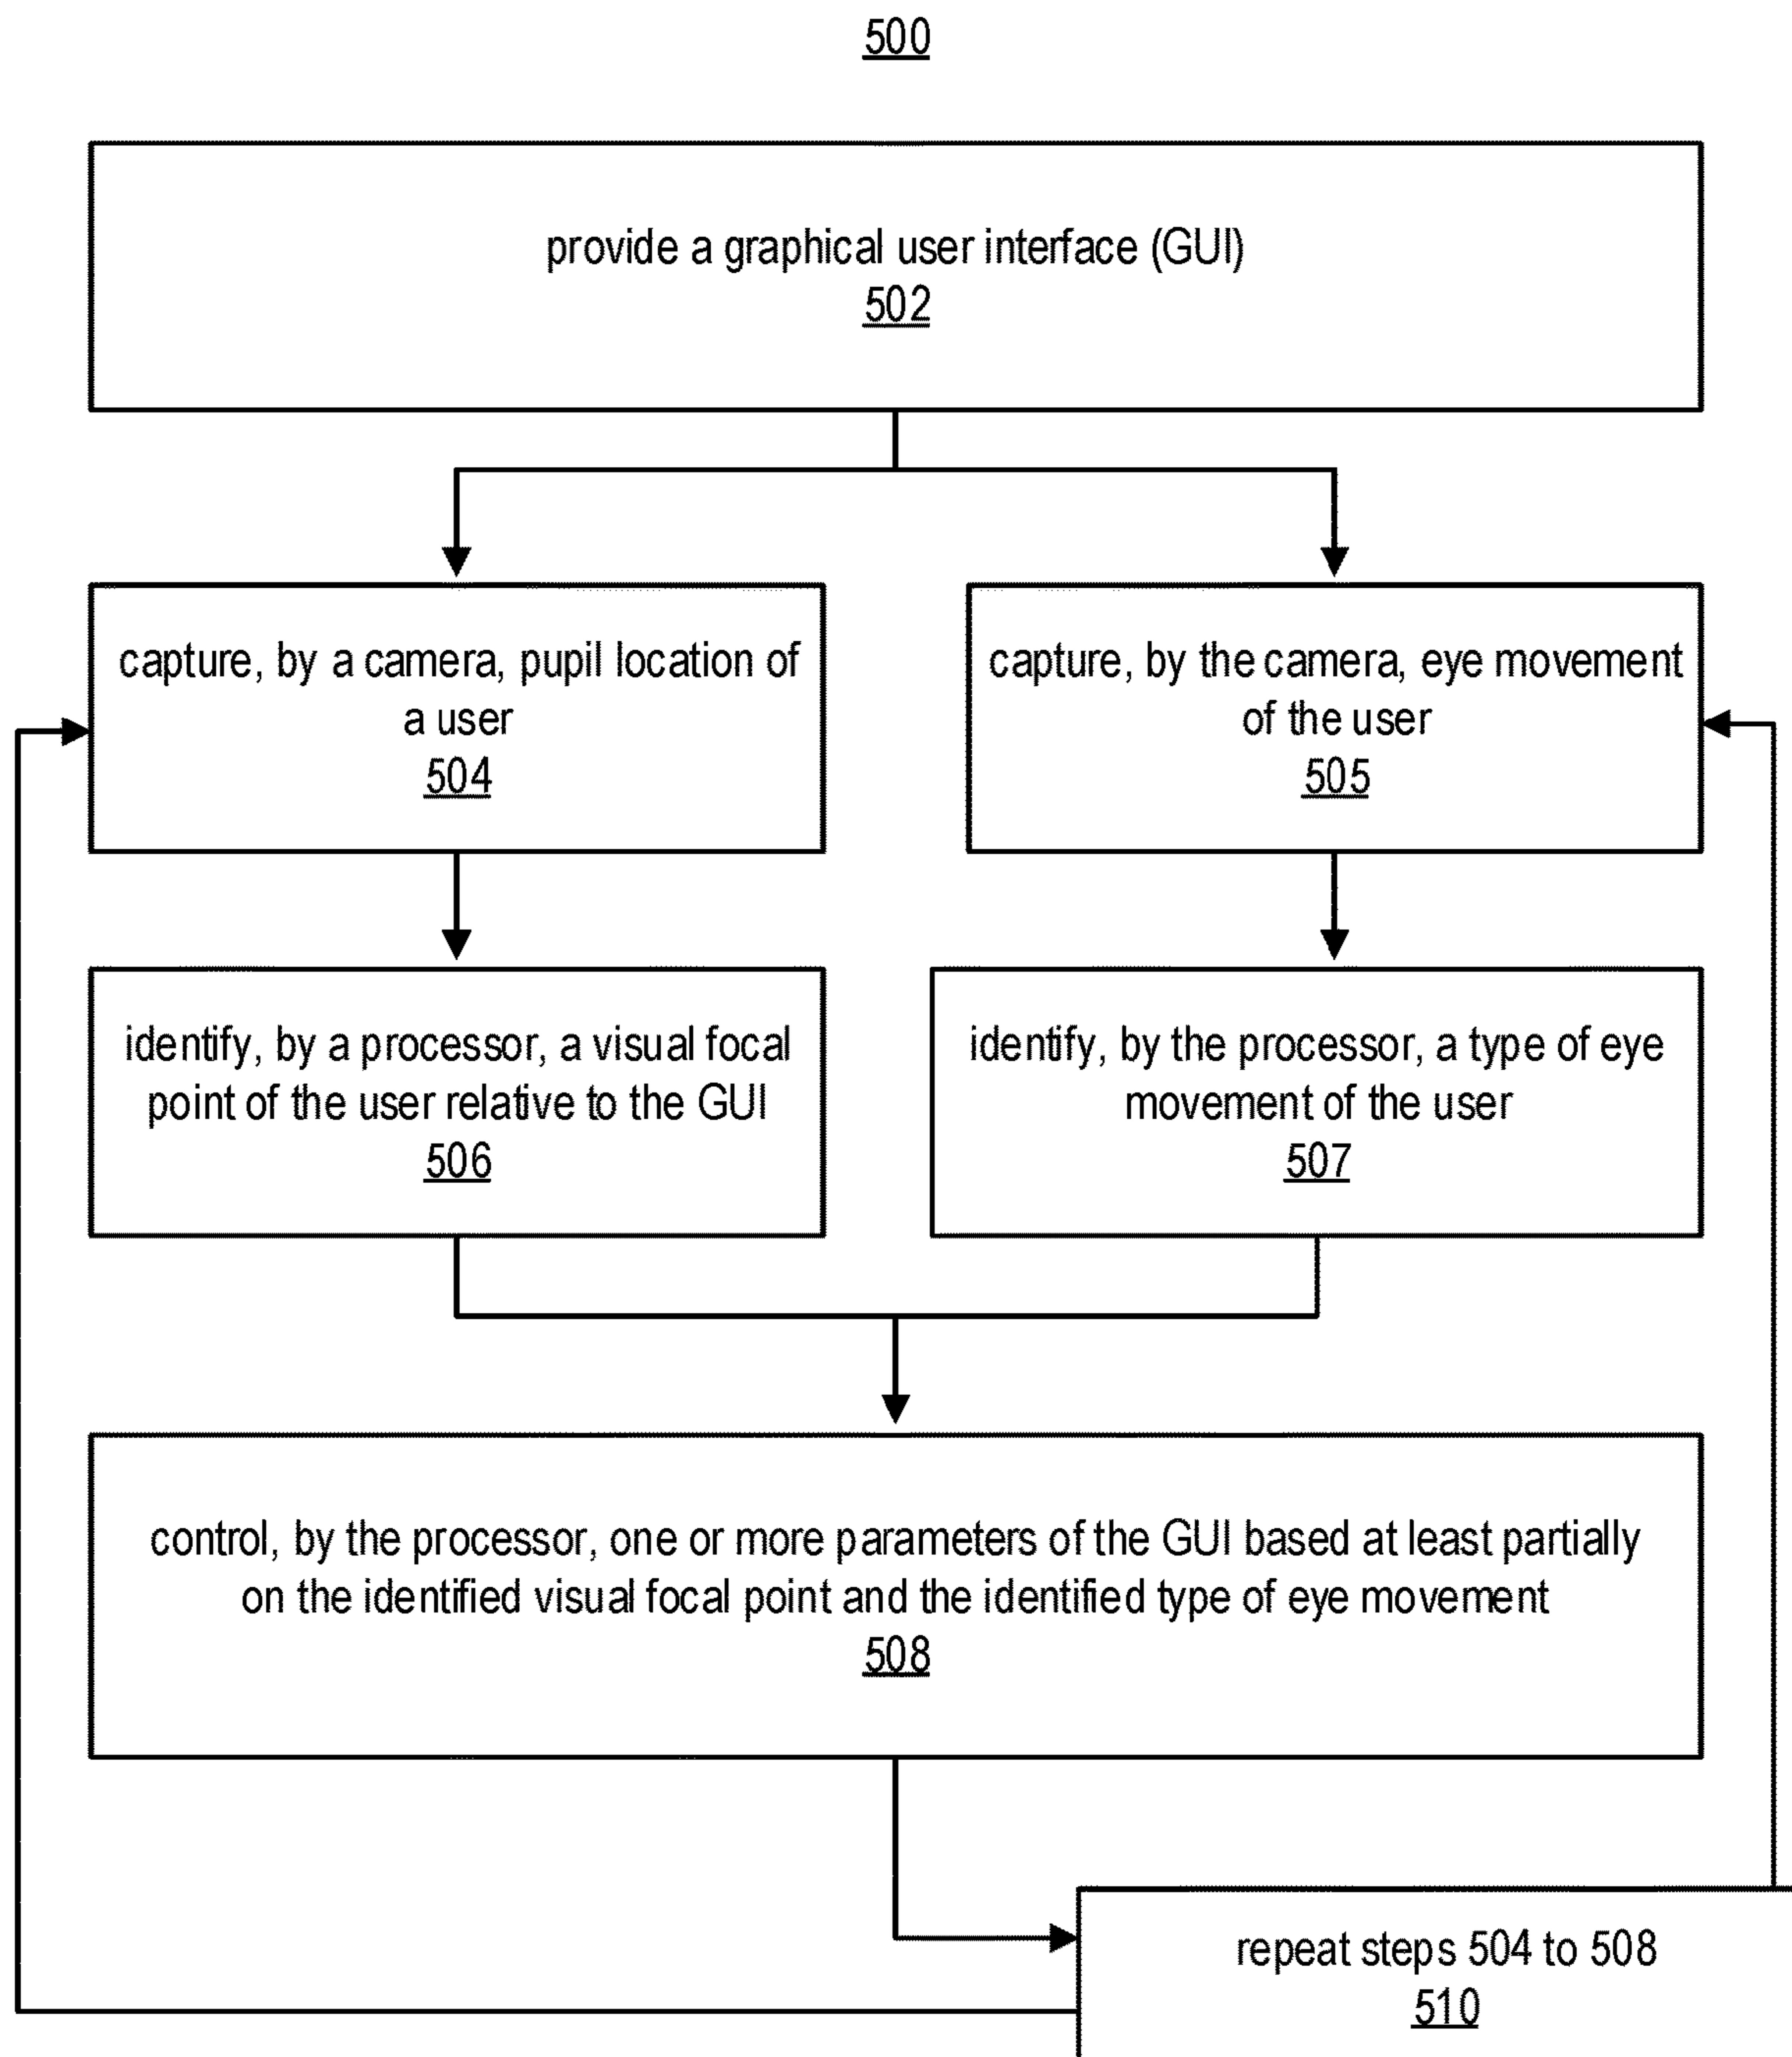 500
provide a graphical user interface (GUI)
502
capture, by a camera, pupil location of
a user
504
capture, by the camera, eye movement
of the user
505
identify, by a processor, a visual focal
point of the user relative to the GUI
506
identify, by the processor, a type of eye
movement of the user
507
control, by the processor, one or more parameters of the GUI based at least partially
on the identified visual focal point and the identified type of eye movement
508
repeat steps 504 to 508
510